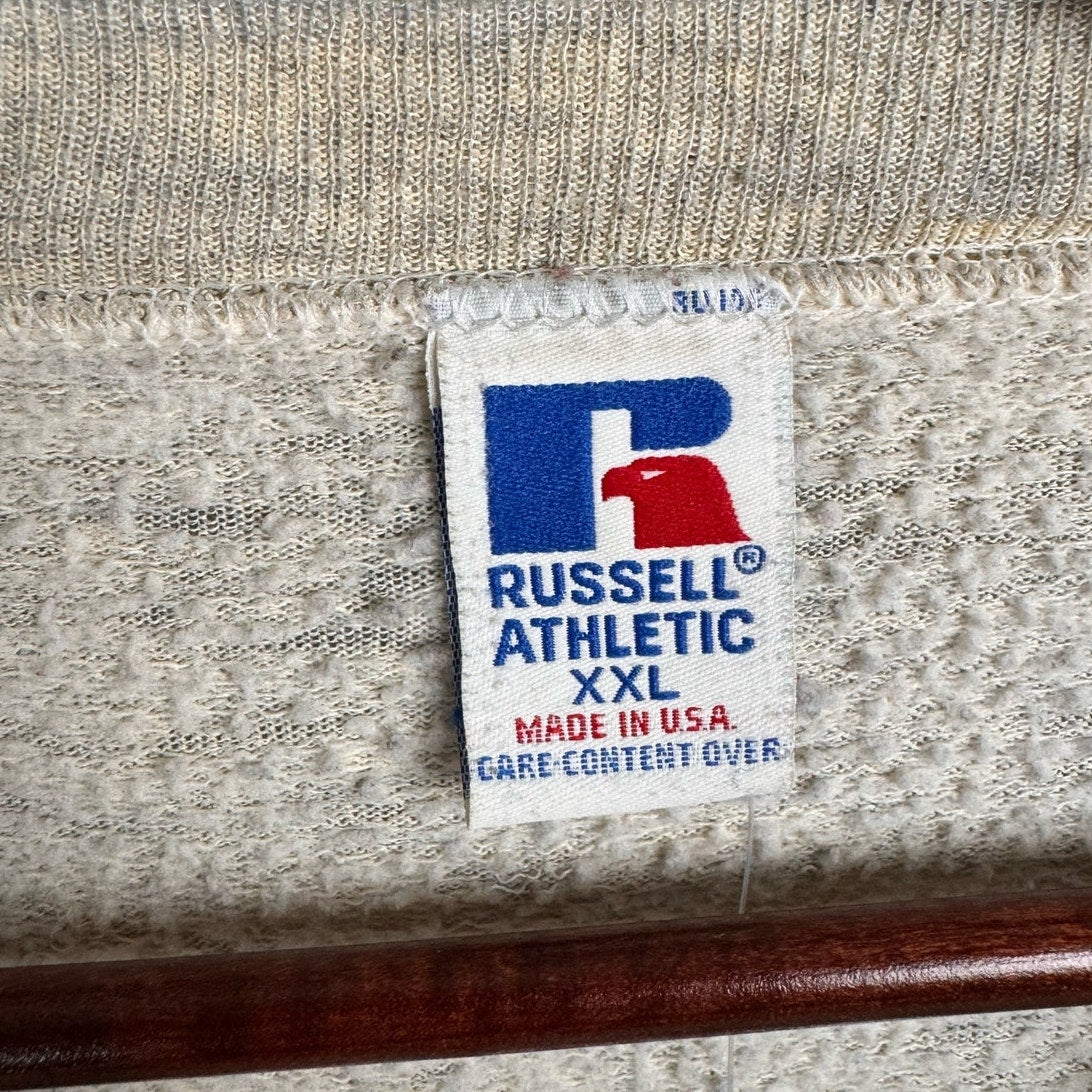 RUSSELL®
ATHLETIC
XXL
MADE IN U.S.A.
CARE·CONTENT OVER